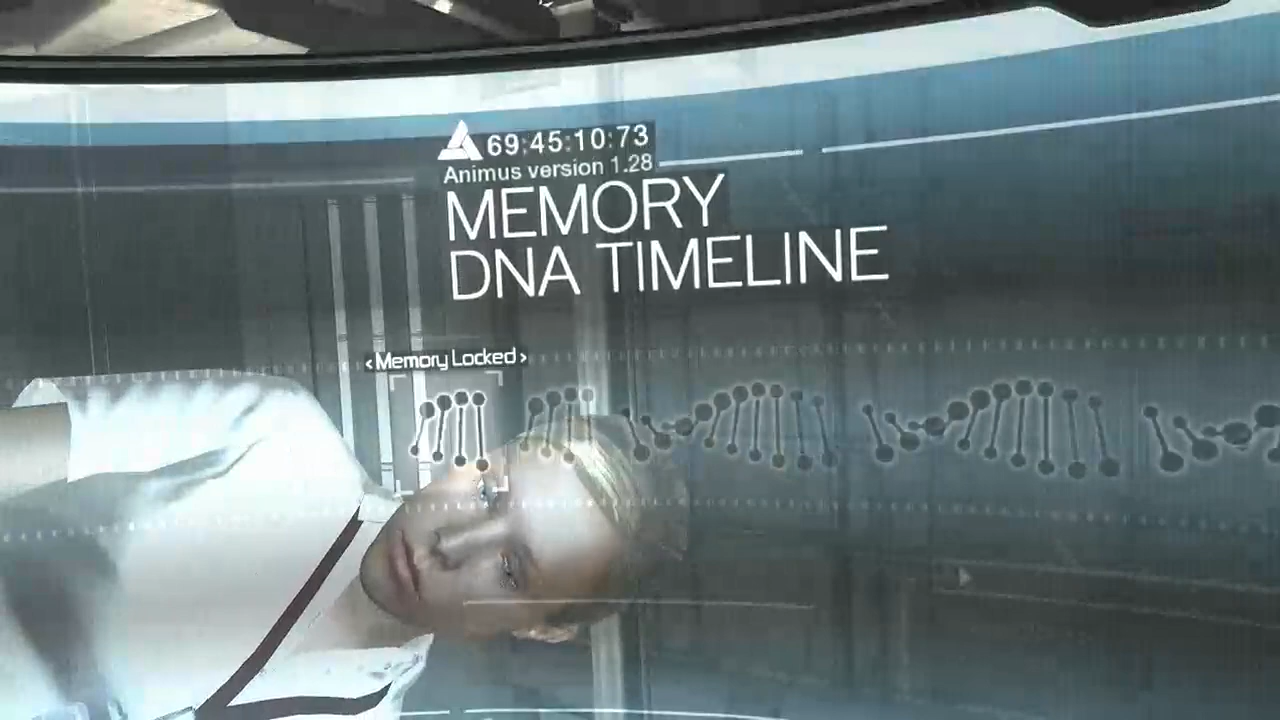 69:45:10:73
Animus version 1.28
MEMORY
DNA TIMELINE
‹Memory Locked›